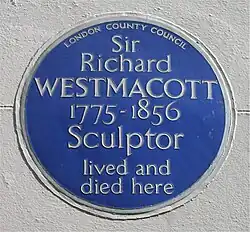 LONDON COUNTY COUNCIL
Sir
Richard
WESTMACOTT
1775-1856
Sculptor
lived and
died here